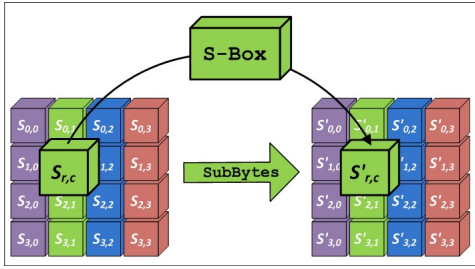 S-Box
S0,0 S0,1 S0,2 S0,3
S1,0 1,2 S1,3
Sr,c
S2,0 S2,1 S2,2 S2,3
S3,0 S3,1 S3,2 S3,3
SubBytes
S'0,0 S'0,1 S'0,2 S'0,3
S'1,0 1,2 S'1,3
S'r,c
S'2,0 S'2,1 S'2,2 S'2,3
S'3,0 S'3,1 S'3,2 S'3,3